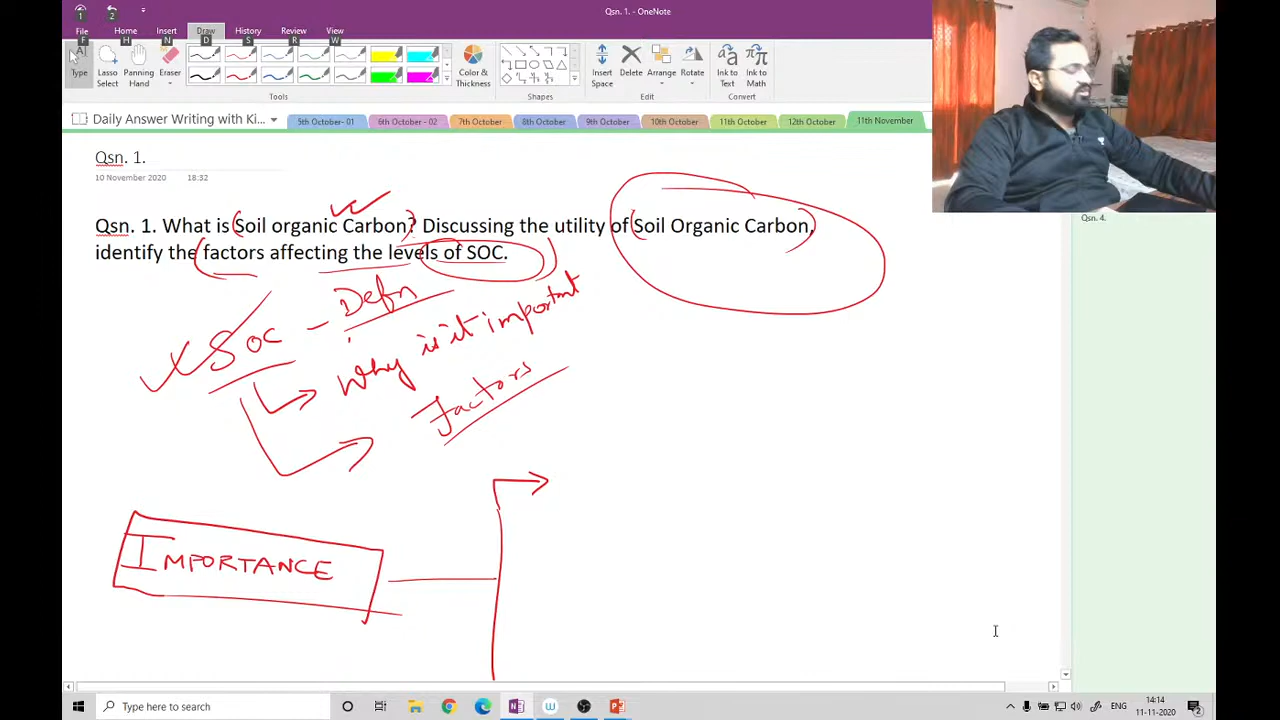 Qsn. 1. - OneNote
1
2
File
Home
Insert
Draw
History
Review
View
F
H
N
D
S
R
W
Type
Lasso
Select
Panning
Hand
Eraser
Color &
Thickness
Insert
Space
Delete
Arrange
Rotate
Ink to
Text
Ink to
Math
Tools
Shapes
Edit
Convert
Daily Answer Writing with Ki...
5th October- 01
6th October - 02
7th October
8th October
9th October
10th October
11th October
12th October
11th November
Qsn. 1.
10 November 2020 18:32
Qsn. 4.
Qsn. 1. What is (Soil organic Carbon)? Discussing the utility of (Soil Organic Carbon),
identify the (factors affecting the levels of SOC.)
SOC - Defn
Why is it important
Factors
IMPORTANCE
Type here to search
ENG
14:14
11-11-2020
2